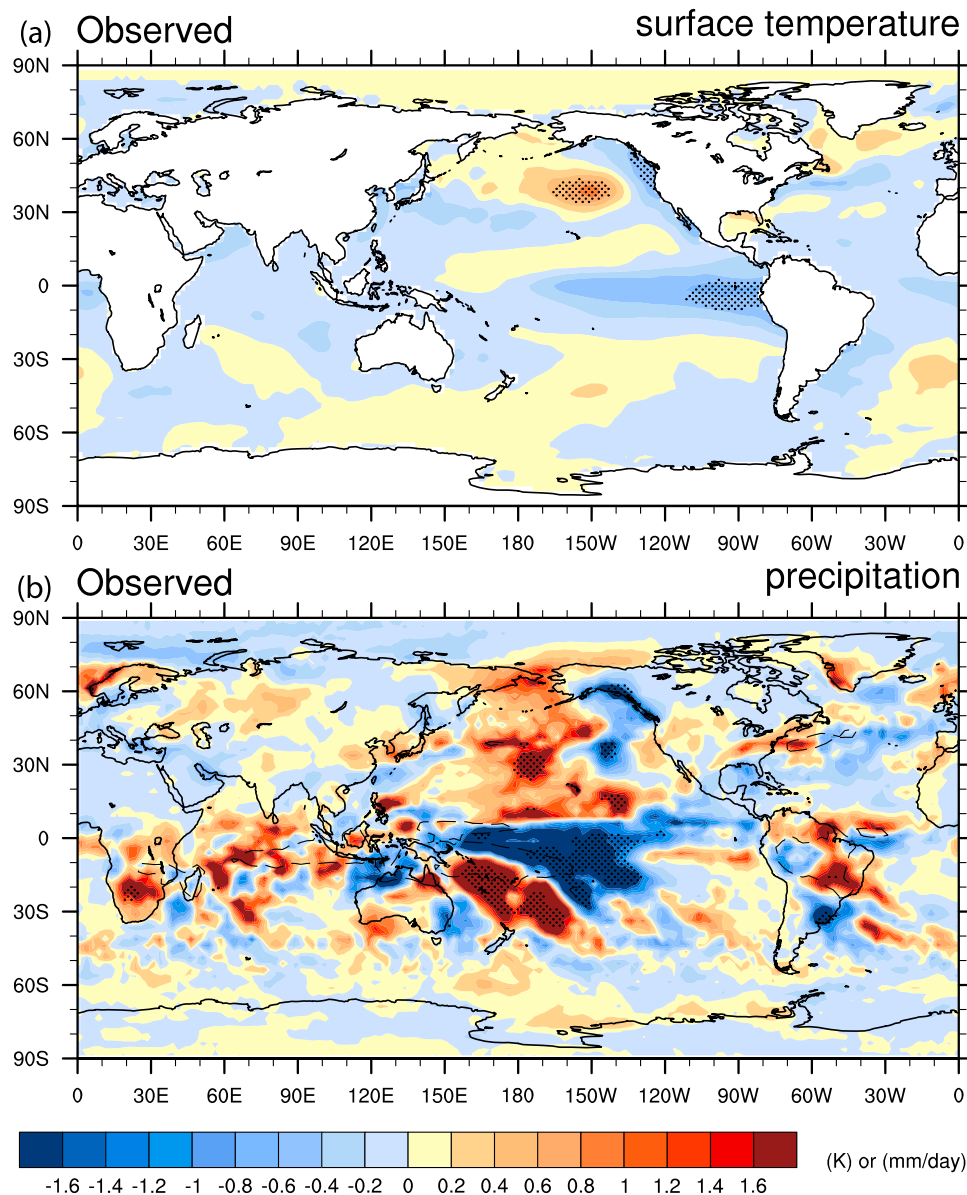 (a) Observed surface temperature
90N
60N
30N
0
30S
60S
90S
0 30E 60E 90E 120E 150E 180 150W 120W 90W 60W 30W 0
(b) Observed precipitation
90N
60N
30N
0
30S
60S
90S
0 30E 60E 90E 120E 150E 180 150W 120W 90W 60W 30W 0
-1.6 -1.4 -1.2 -1 -0.8 -0.6 -0.4 -0.2 0 0.2 0.4 0.6 0.8 1 1.2 1.4 1.6 (K) or (mm/day)